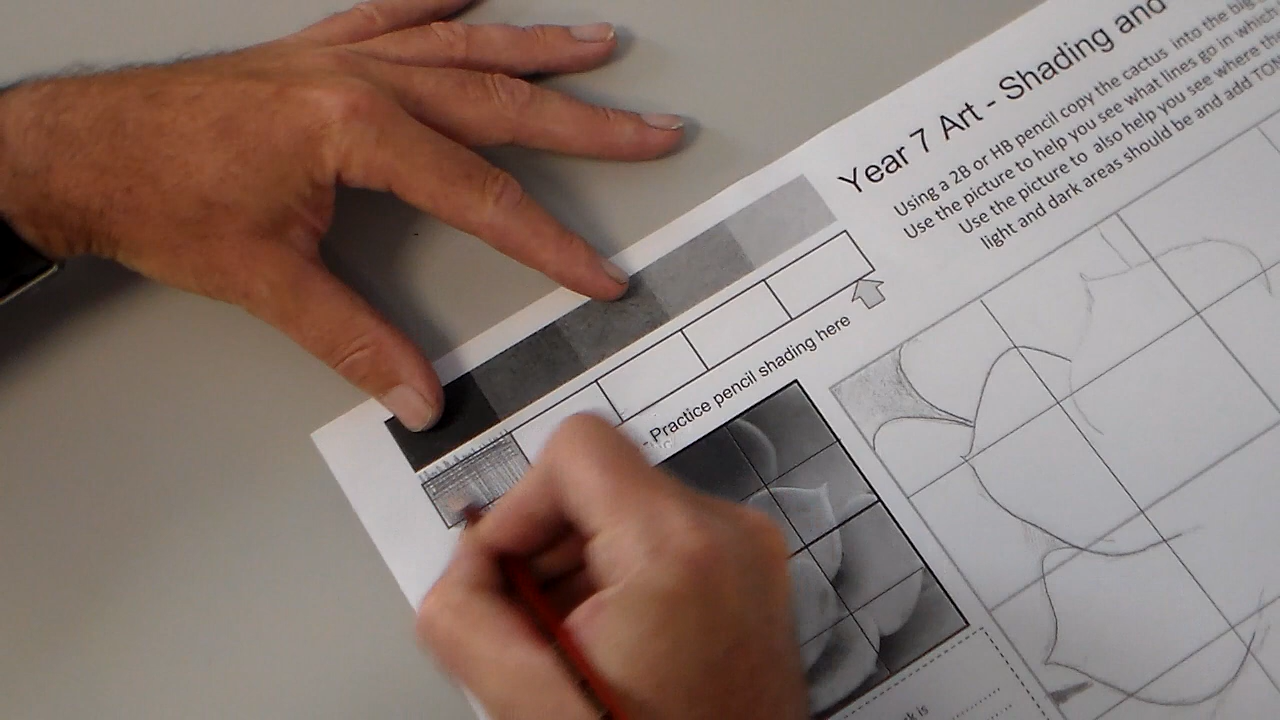 Year 7 Art - Shading and
Using a 2B or HB pencil copy the cactus into the big
Use the picture to help you see what lines go in which
Use the picture to also help you see where the
light and dark areas should be and add TON
- Practice pencil shading here
is